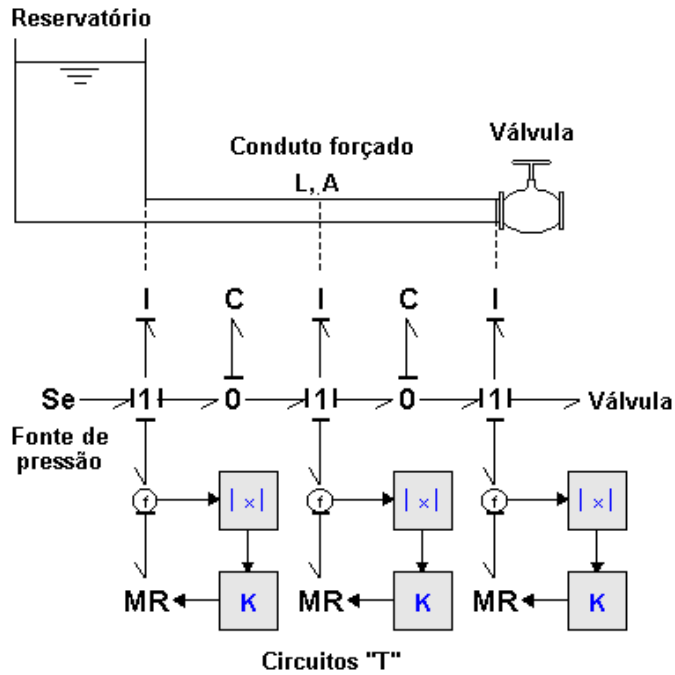 Reservatório
Válvula
Conduto forçado
L, A
I C I C I
Se 1 0 1 0 1 Válvula
Fonte de
pressão
f |x| f |x| f |x|
MR K MR K MR K
Circuitos "T"